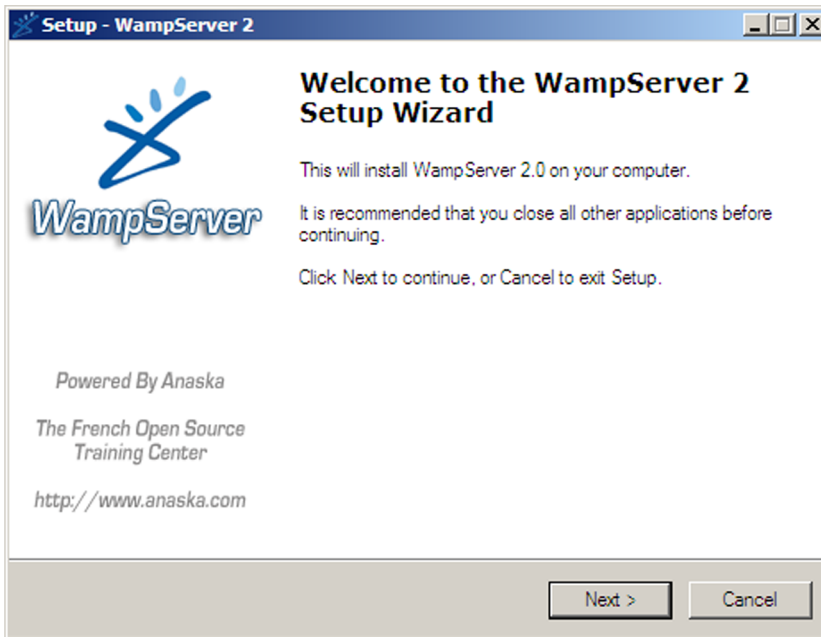 Setup - WampServer 2
Welcome to the WampServer 2
Setup Wizard
This will install WampServer 2.0 on your computer.
It is recommended that you close all other applications before
continuing.
Click Next to continue, or Cancel to exit Setup.
WampServer
Powered By Anaska
The French Open Source
Training Center
http://www.anaska.com
Next >
Cancel